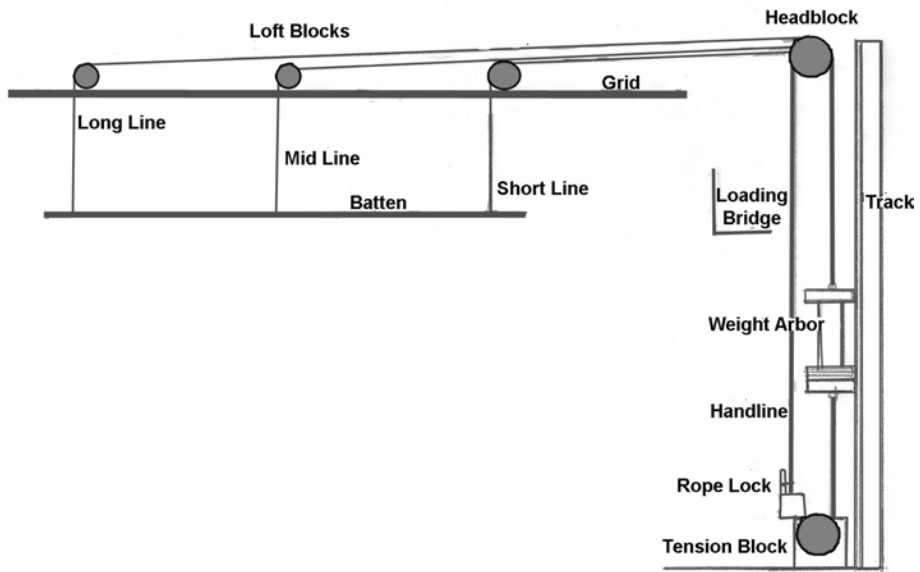 Headblock
Loft Blocks
Grid
Long Line
Mid Line
Short Line
Batten
Loading
Bridge
Track
Weight Arbor
Handline
Rope Lock
Tension Block